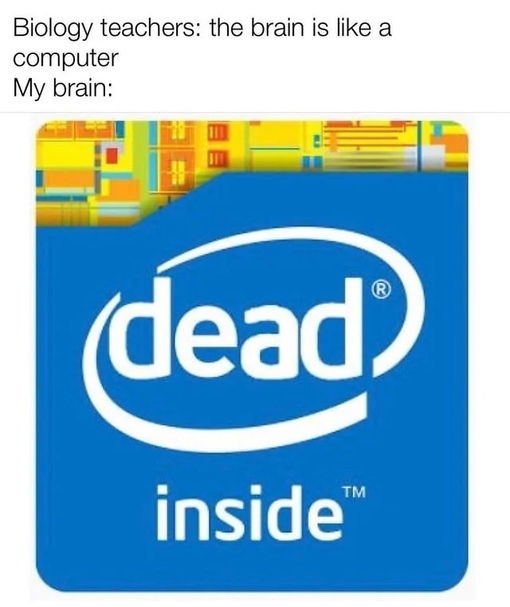 Biology teachers: the brain is like a
computer
My brain:
dead®
inside™